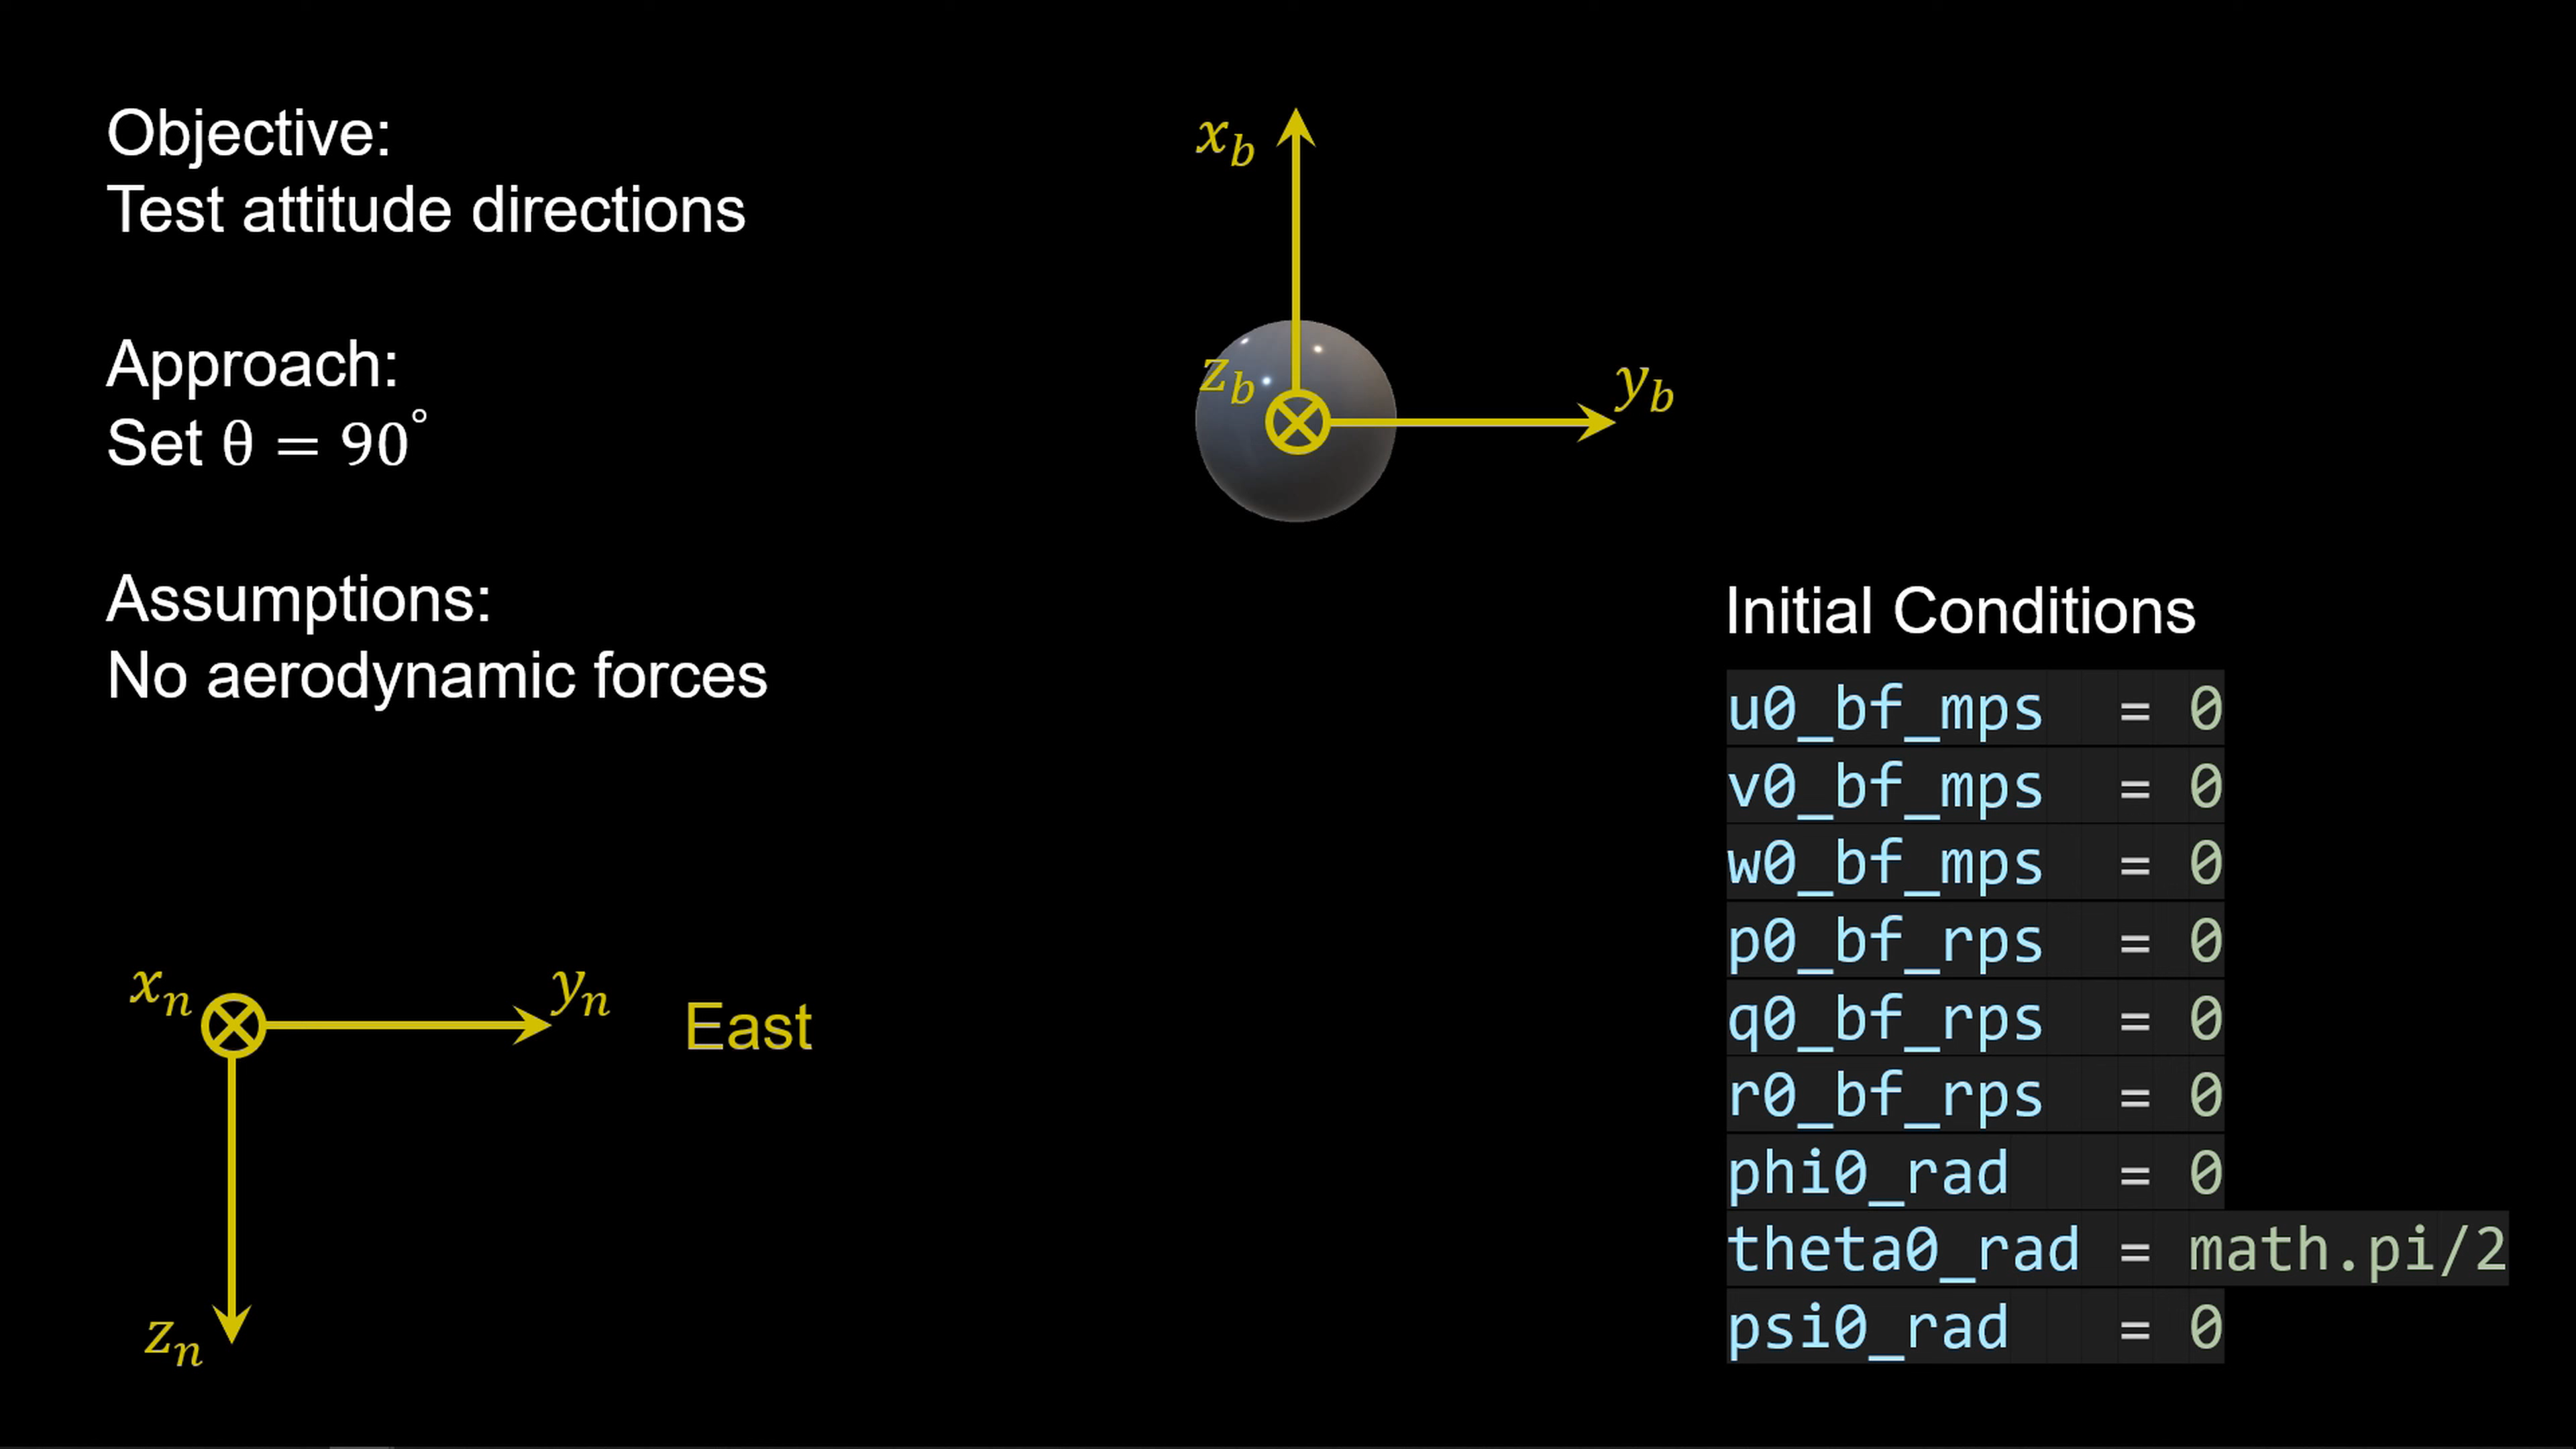 Objective:
Test attitude directions
Approach:
Set θ = 90°
Assumptions:
No aerodynamic forces
x_b
z_b
y_b
x_n
y_n
East
z_n
Initial Conditions
u0_bf_mps = 0
v0_bf_mps = 0
w0_bf_mps = 0
p0_bf_rps = 0
q0_bf_rps = 0
r0_bf_rps = 0
phi0_rad = 0
theta0_rad = math.pi/2
psi0_rad = 0